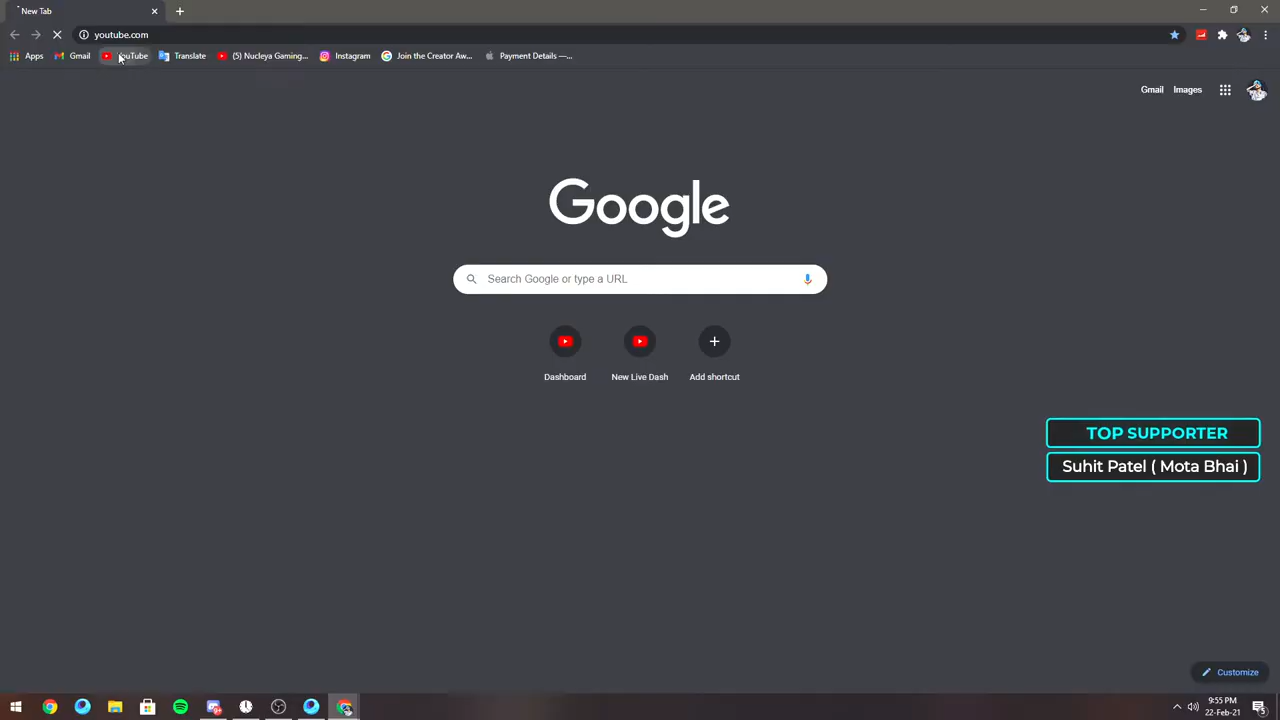 New Tab
youtube.com
Apps Gmail YouTube Translate (5) Nucleya Gaming... Instagram Join the Creator Aw... Payment Details —...
Gmail Images
Google
Search Google or type a URL
Dashboard New Live Dash Add shortcut
TOP SUPPORTER
Suhit Patel ( Mota Bhai )
Customize
9:55 PM
22-Feb-21